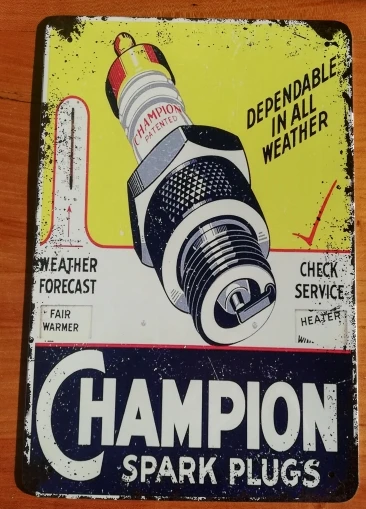 DEPENDABLE
IN ALL
WEATHER
CHAMPION
PATENTED
WEATHER
FORECAST
FAIR
WARMER
CHECK
SERVICE
HEATER
CHAMPION
SPARK PLUGS